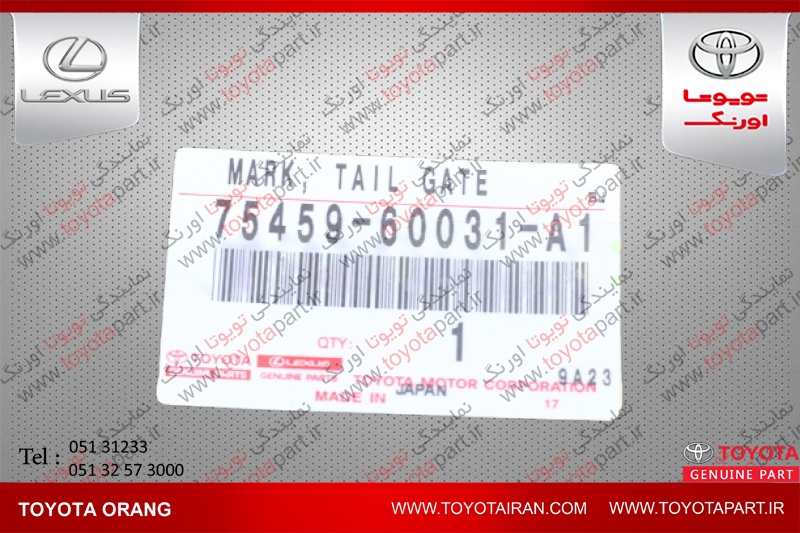 LEXUS
تویوتا
اورنگ
نمایندگی تویوتا اورنگ
www.toyotapart.ir
MARK, TAIL GATE
75459-60031-A1
QTY:
1
TOYOTA
LEXUS
GENUINE PARTS
TOYOTA MOTOR CORPORATION
9A23
MADE IN JAPAN
17
Tel :
051 31233
051 32 57 3000
TOYOTA
GENUINE PART
TOYOTA ORANG
WWW.TOYOTAIRAN.COM
WWW.TOYOTAPART.IR